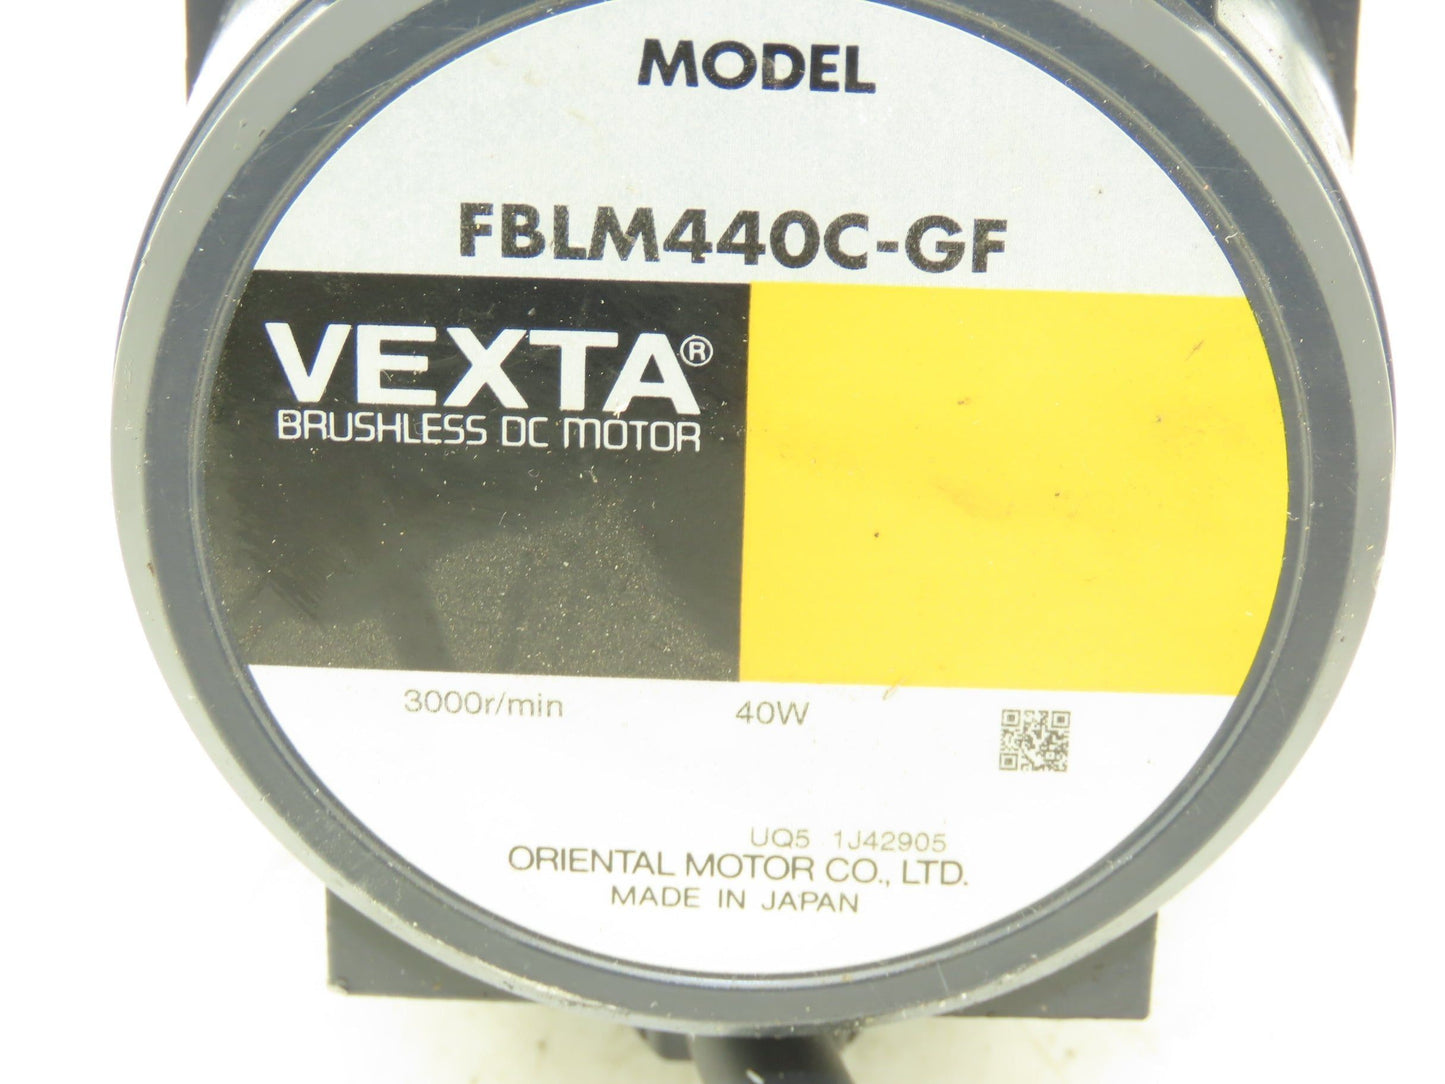 MODEL
FBLM440C-GF
VEXTA®
BRUSHLESS DC MOTOR
3000r/min 40W
UQ5 1J42905
ORIENTAL MOTOR CO., LTD.
MADE IN JAPAN